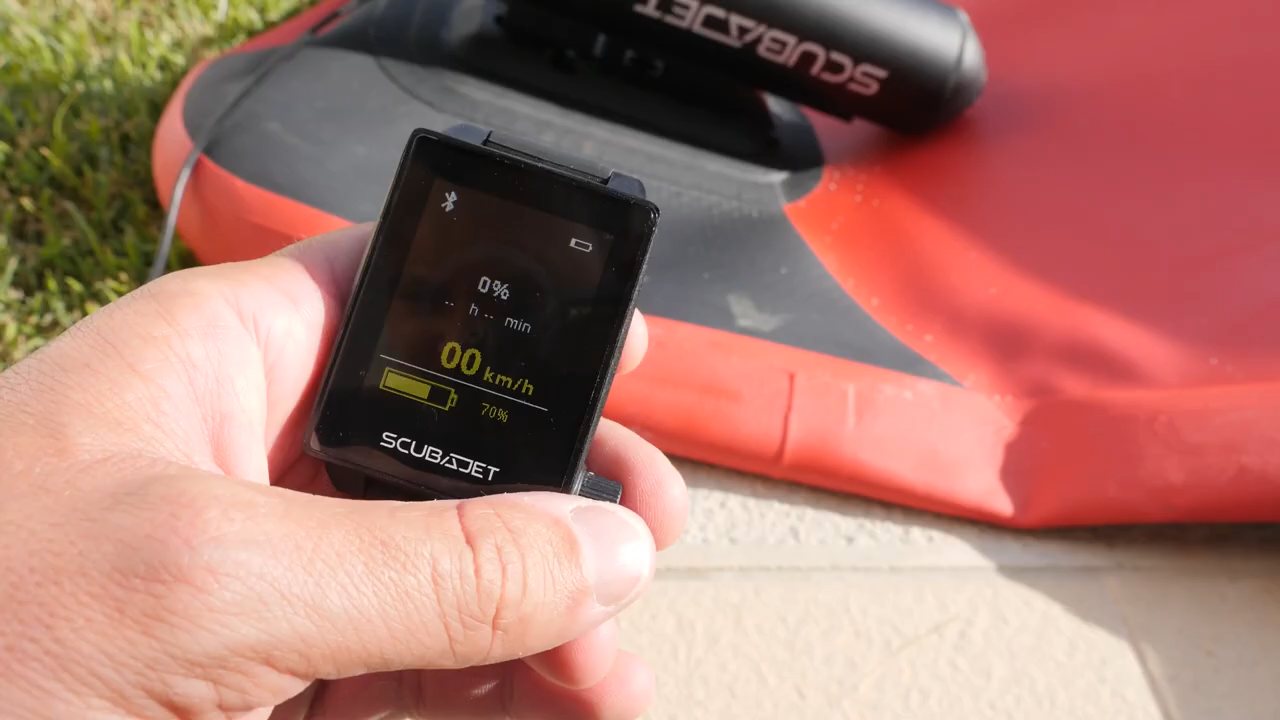 SCUBAJET
0%
-- h -- min
00 km/h
70%
SCUBAJET